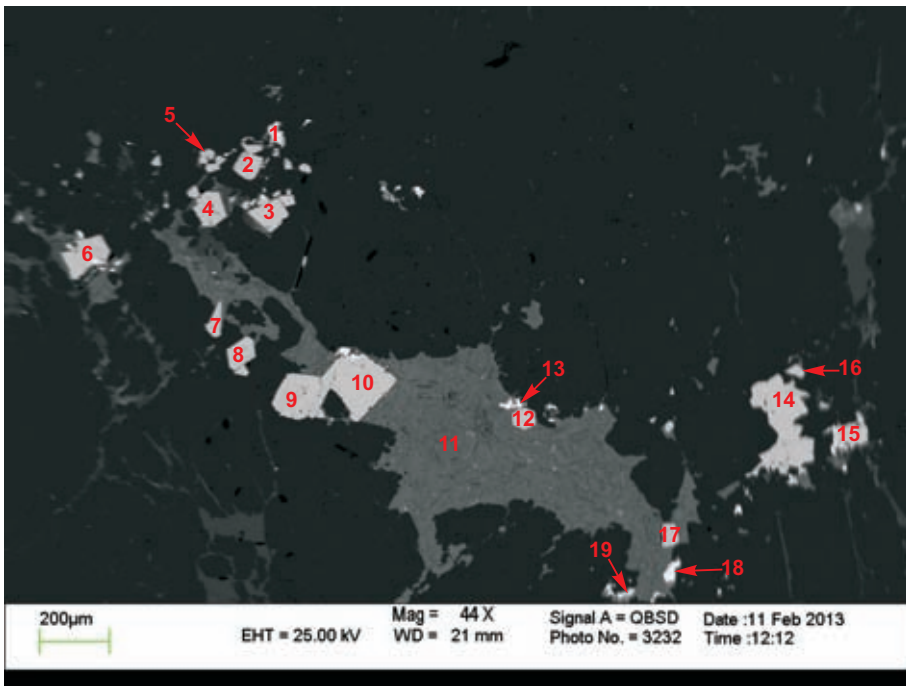 1
5
2
4
3
6
7
8
10
9
13
12
11
16
14
15
17
19
18
200µm
EHT = 25.00 kV
Mag = 44 X
WD = 21 mm
Signal A = QBSD
Photo No. = 3232
Date :11 Feb 2013
Time :12:12